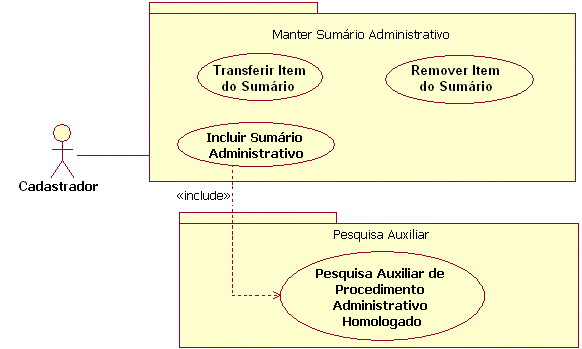 Manter Sumário Administrativo
Transferir Item
do Sumário
Remover Item
do Sumário
Incluir Sumário
Administrativo
Cadastrador
«include»
Pesquisa Auxiliar
Pesquisa Auxiliar de
Procedimento
Administrativo
Homologado